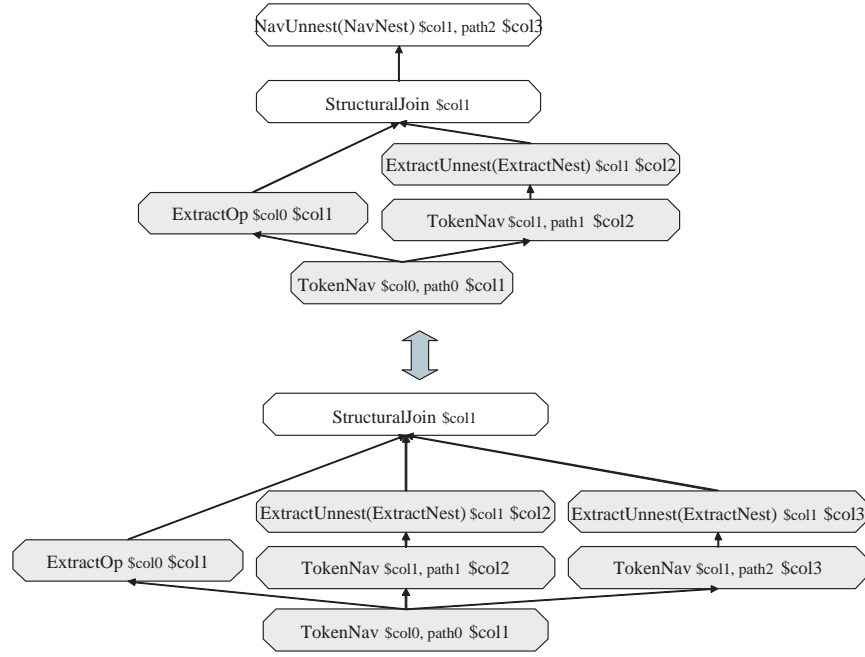 NavUnnest(NavNest) $col1, path2 $col3
StructuralJoin $col1
ExtractUnnest(ExtractNest) $col1 $col2
ExtractOp $col0 $col1
TokenNav $col1, path1 $col2
TokenNav $col0, path0 $col1
StructuralJoin $col1
ExtractUnnest(ExtractNest) $col1 $col2
ExtractUnnest(ExtractNest) $col1 $col3
ExtractOp $col0 $col1
TokenNav $col1, path1 $col2
TokenNav $col1, path2 $col3
TokenNav $col0, path0 $col1